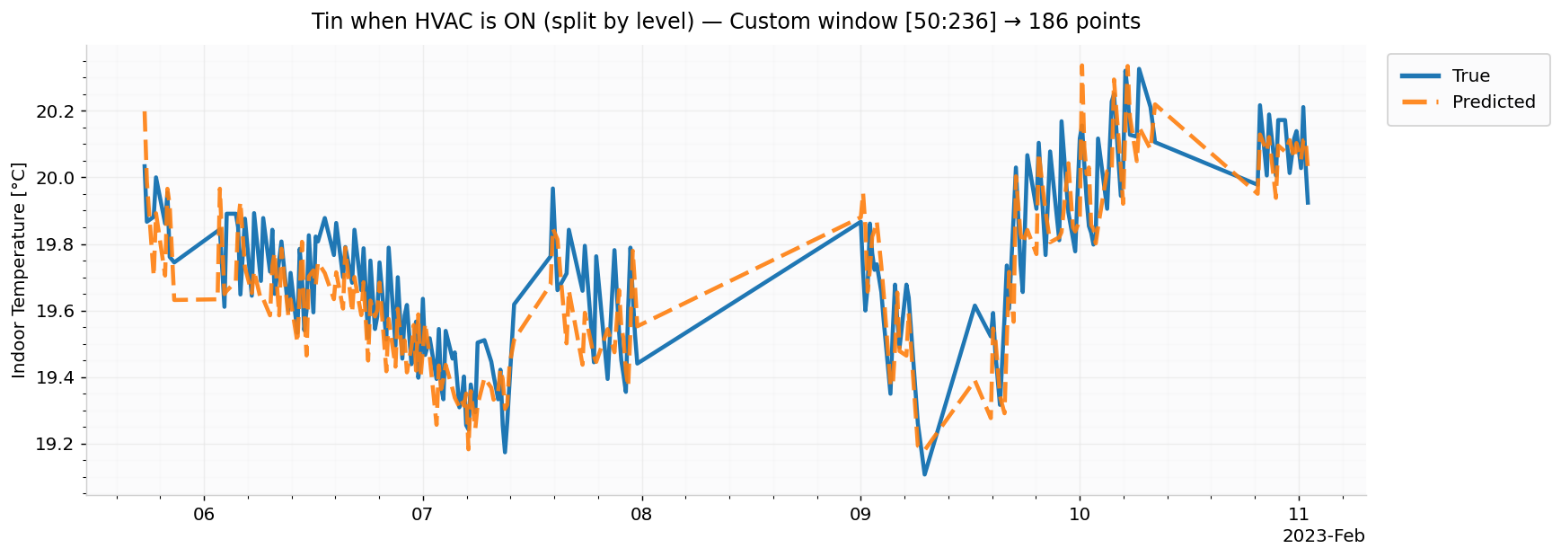 Tin when HVAC is ON (split by level) — Custom window [50:236] → 186 points
True
Predicted
Indoor Temperature [°C]
20.2
20.0
19.8
19.6
19.4
19.2
06 07 08 09 10 11
2023-Feb